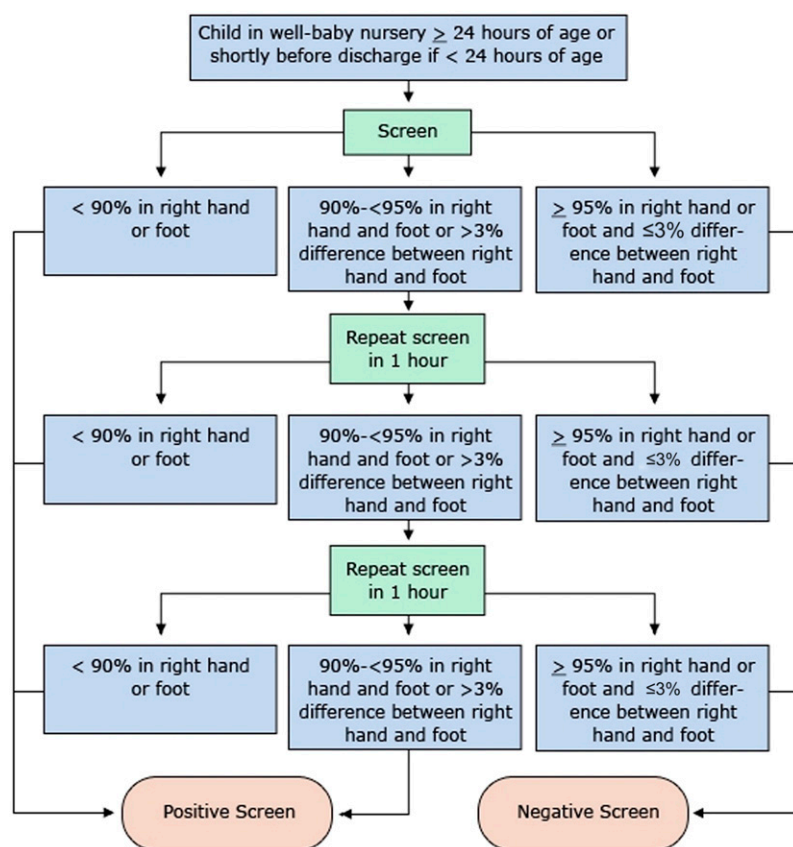 Child in well-baby nursery ≥ 24 hours of age or
shortly before discharge if < 24 hours of age
Screen
< 90% in right hand
or foot
90%-<95% in right
hand and foot or >3%
difference between right
hand and foot
≥ 95% in right hand or
foot and ≤3% differ-
ence between right
hand and foot
Repeat screen
in 1 hour
< 90% in right hand
or foot
90%-<95% in right
hand and foot or >3%
difference between right
hand and foot
≥ 95% in right hand or
foot and ≤3% differ-
ence between right
hand and foot
Repeat screen
in 1 hour
< 90% in right hand
or foot
90%-<95% in right
hand and foot or >3%
difference between right
hand and foot
≥ 95% in right hand or
foot and ≤3% differ-
ence between right
hand and foot
Positive Screen
Negative Screen